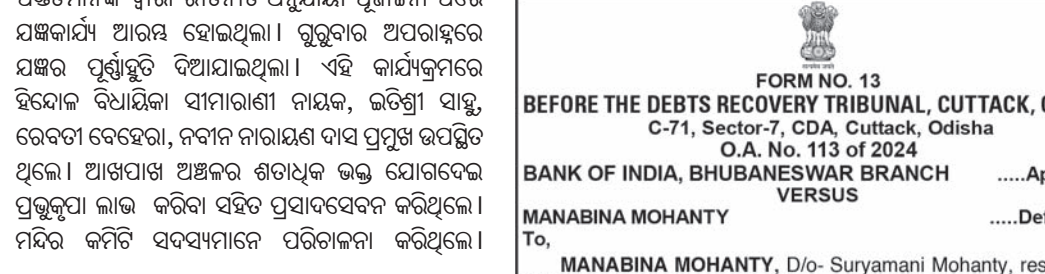 ଯଜ୍ଞକାର୍ଯ୍ୟ ଆରମ୍ଭ ହୋଇଥିଲା। ଗୁରୁବାର ଅପରାହ୍ନରେ
ଯଜ୍ଞର ପୂର୍ଣ୍ଣାହୁତି ଦିଆଯାଇଥିଲା। ଏହି କାର୍ଯ୍ୟକ୍ରମରେ
ହିନ୍ଦୋଳ ବିଧାୟିକା ସୀମାରାଣୀ ନାୟକ, ଇତିଶ୍ରୀ ସାହୁ,
ରେବତୀ ବେହେରା, ନବୀନ ନାରାୟଣ ଦାସ ପ୍ରମୁଖ ଉପସ୍ଥିତ
ଥିଲେ। ଆଖପାଖ ଅଞ୍ଚଳର ଶତାଧିକ ଭକ୍ତ ଯୋଗଦେଇ
ପ୍ରଭୁକୃପା ଲାଭ କରିବା ସହିତ ପ୍ରସାଦସେବନ କରିଥିଲେ।
ମନ୍ଦିର କମିଟି ସଦସ୍ୟମାନେ ପରିଚାଳନା କରିଥିଲେ।
FORM NO. 13
BEFORE THE DEBTS RECOVERY TRIBUNAL, CUTTACK,
C-71, Sector-7, CDA, Cuttack, Odisha
O.A. No. 113 of 2024
BANK OF INDIA, BHUBANESWAR BRANCH .....Ap
VERSUS
MANABINA MOHANTY .....Def
To,
MANABINA MOHANTY, D/o- Suryamani Mohanty, res